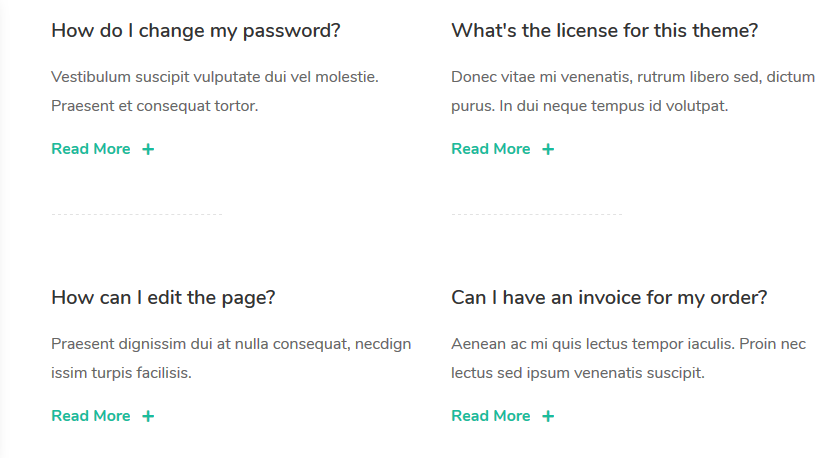 How do I change my password?
Vestibulum suscipit vulputate dui vel molestie.
Praesent et consequat tortor.
Read More +
What's the license for this theme?
Donec vitae mi venenatis, rutrum libero sed, dictum
purus. In dui neque tempus id volutpat.
Read More +
How can I edit the page?
Praesent dignissim dui at nulla consequat, necdign
issim turpis facilisis.
Read More +
Can I have an invoice for my order?
Aenean ac mi quis lectus tempor iaculis. Proin nec
lectus sed ipsum venenatis suscipit.
Read More +